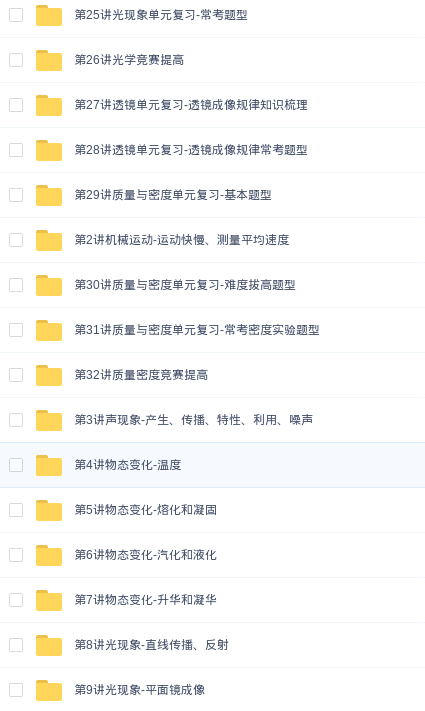 第25讲光现象单元复习-常考题型
第26讲光学竞赛提高
第27讲透镜单元复习-透镜成像规律知识梳理
第28讲透镜单元复习-透镜成像规律常考题型
第29讲质量与密度单元复习-基本题型
第2讲机械运动-运动快慢、测量平均速度
第30讲质量与密度单元复习-难度拔高题型
第31讲质量与密度单元复习-常考密度实验题型
第32讲质量密度竞赛提高
第3讲声现象-产生、传播、特性、利用、噪声
第4讲物态变化-温度
第5讲物态变化-熔化和凝固
第6讲物态变化-汽化和液化
第7讲物态变化-升华和凝华
第8讲光现象-直线传播、反射
第9讲光现象-平面镜成像